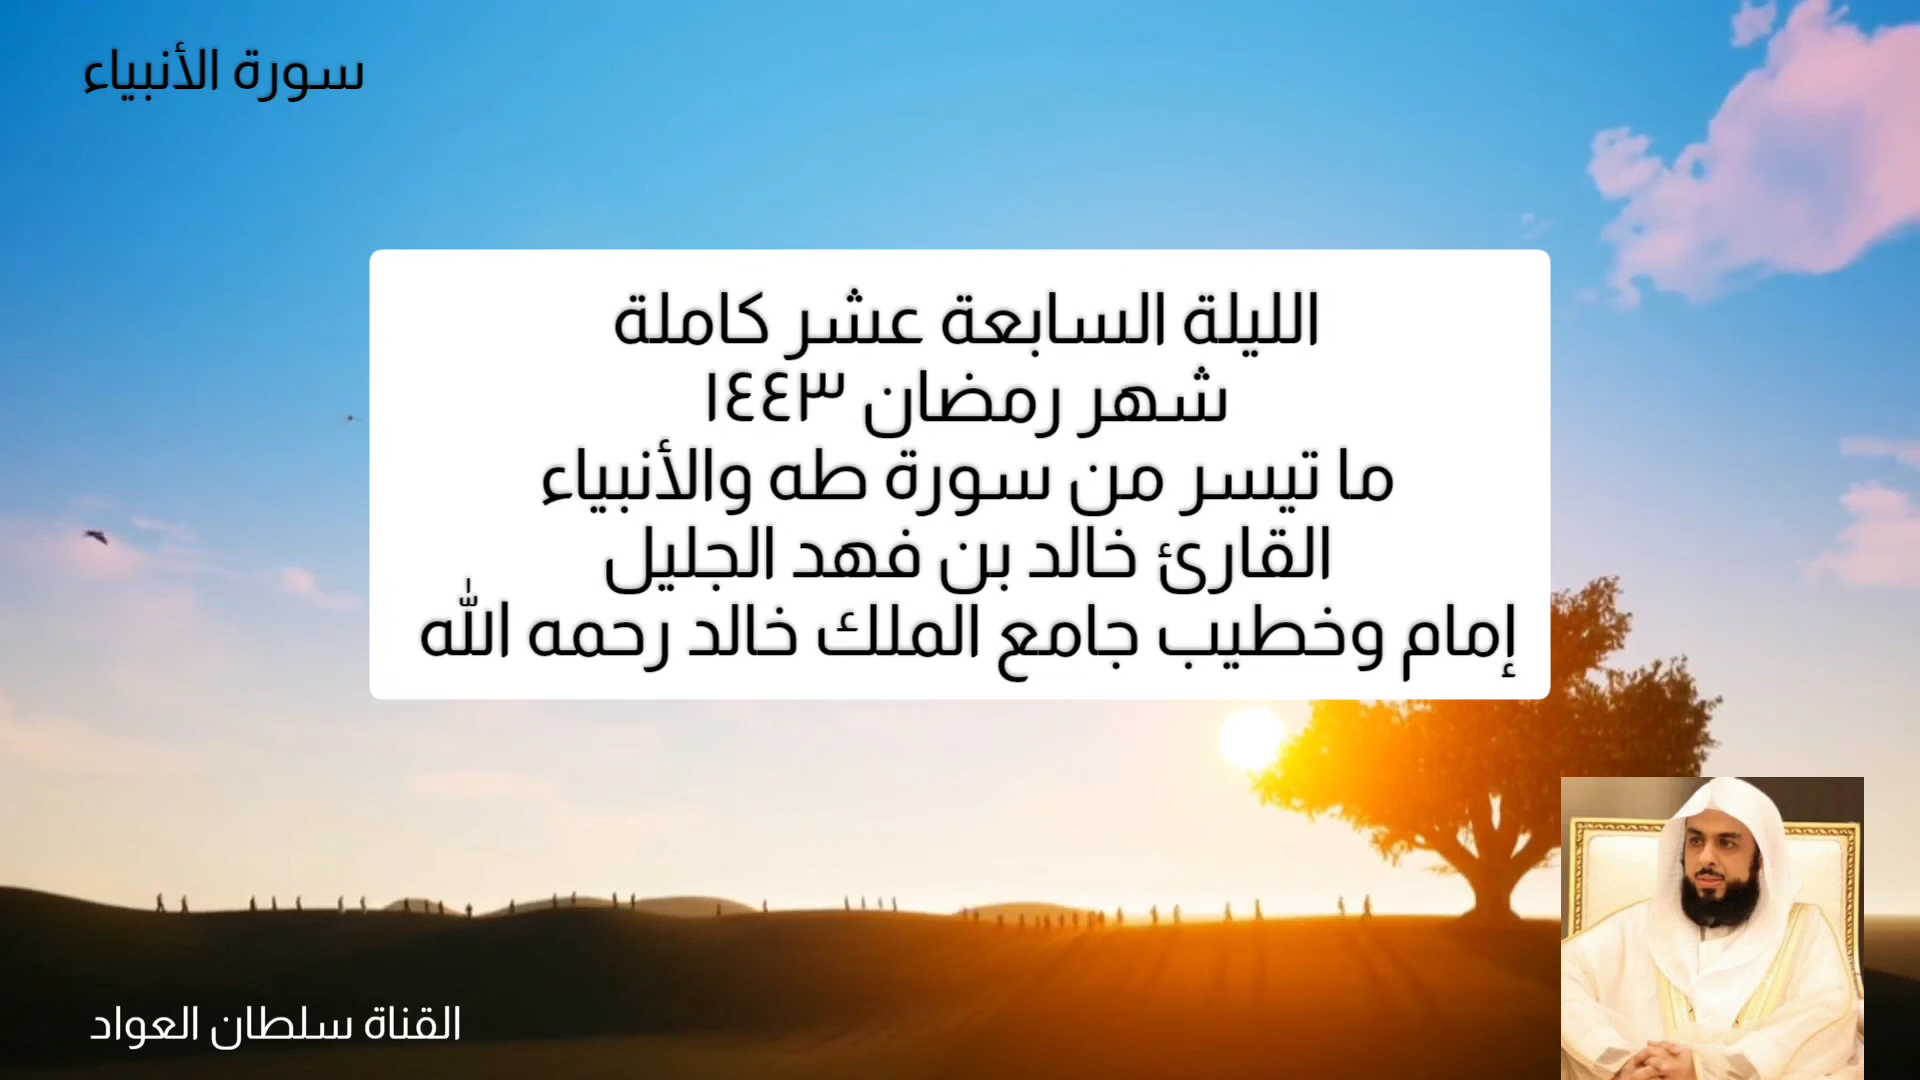 سورة الأنبياء
الليلة السابعة عشر كاملة
شهر رمضان ١٤٤٣
ما تيسر من سورة طه والأنبياء
القارئ خالد بن فهد الجليل
إمام وخطيب جامع الملك خالد رحمه الله
القناة سلطان العواد